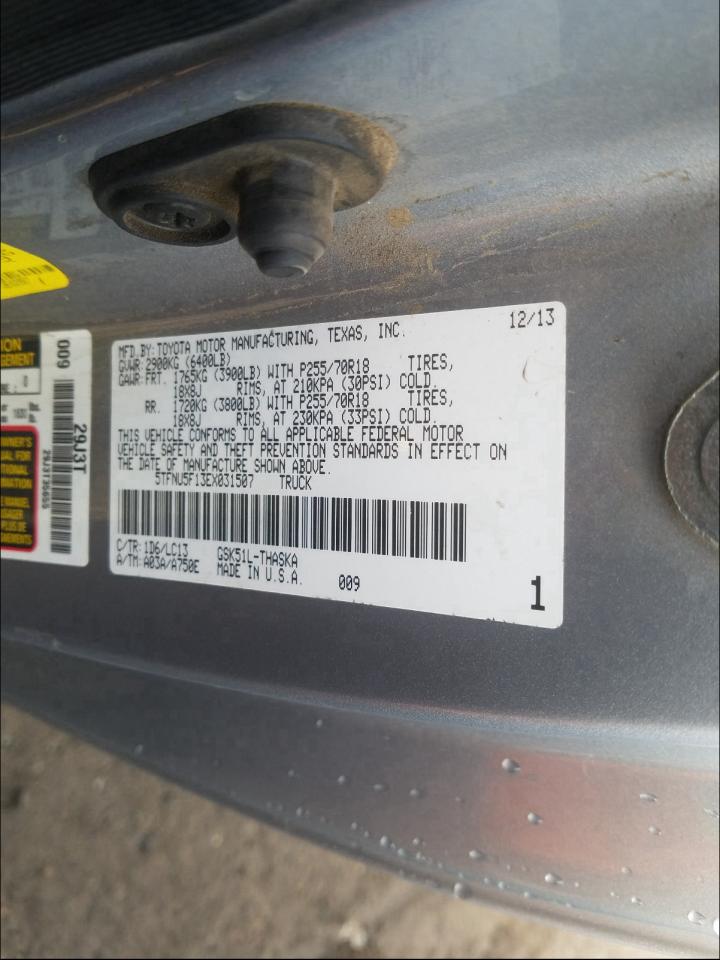 12/13
MFD BY: TOYOTA MOTOR MANUFACTURING, TEXAS, INC.
GVWR: 2900KG (6400LB)
GAWR: FRT. 1765KG (3900LB) WITH P255/70R18 TIRES,
18X8J RIMS, AT 210KPA (30PSI) COLD.
RR. 1720KG (3800LB) WITH P255/70R18 TIRES,
18X8J RIMS, AT 230KPA (33PSI) COLD.
THIS VEHICLE CONFORMS TO ALL APPLICABLE FEDERAL MOTOR
VEHICLE SAFETY AND THEFT PREVENTION STANDARDS IN EFFECT ON
THE DATE OF MANUFACTURE SHOWN ABOVE.
5TFNU5F13EX031507 TRUCK
C/TR: 1D6/LC13 GSK51L-THASKA
A/TM: A03A/A750E MADE IN U.S.A. 009
1
009
29J3T